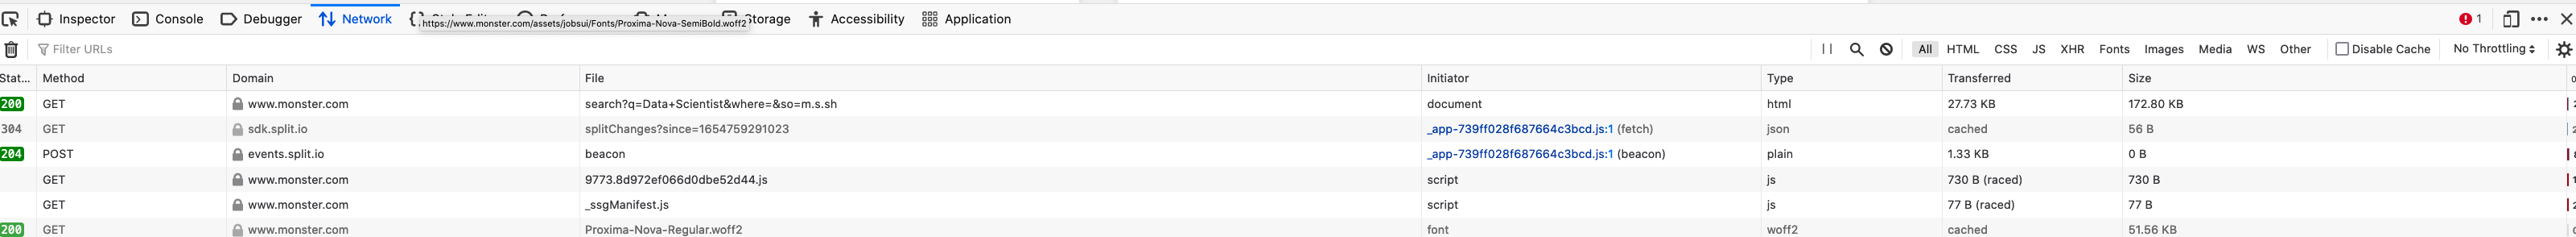 Inspector Console Debugger Network Storage Accessibility Application 1
https://www.monster.com/assets/jobsui/Fonts/Proxima-Nova-SemiBold.woff2
Filter URLs All HTML CSS JS XHR Fonts Images Media WS Other Disable Cache No Throttling
Stat... Method Domain File Initiator Type Transferred Size
200 GET www.monster.com search?q=Data+Scientist&where=&so=m.s.sh document html 27.73 KB 172.80 KB
304 GET sdk.split.io splitChanges?since=1654759291023 _app-739ff028f687664c3bcd.js:1 (fetch) json cached 56 B
204 POST events.split.io beacon _app-739ff028f687664c3bcd.js:1 (beacon) plain 1.33 KB 0 B
GET www.monster.com 9773.8d972ef066d0dbe52d44.js script js 730 B (raced) 730 B
GET www.monster.com _ssgManifest.js script js 77 B (raced) 77 B
200 GET www.monster.com Proxima-Nova-Regular.woff2 font woff2 cached 51.56 KB